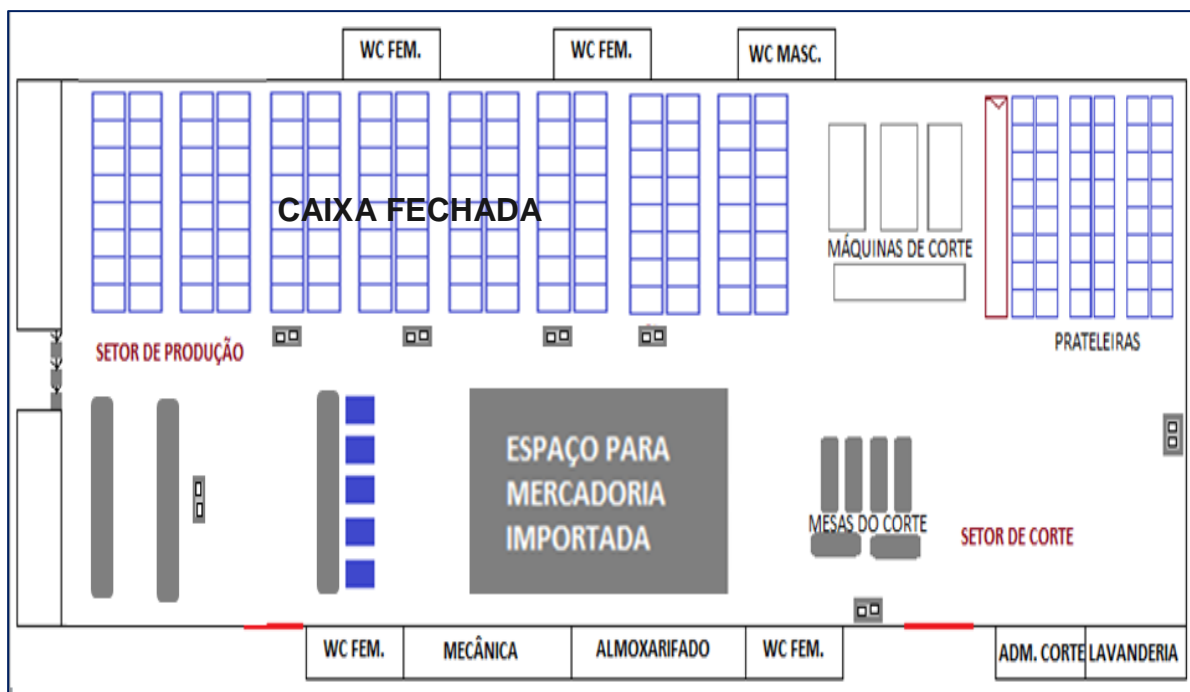 WC FEM.
WC FEM.
WC MASC.
CAIXA FECHADA
MÁQUINAS DE CORTE
SETOR DE PRODUÇÃO
PRATELEIRAS
ESPAÇO PARA
MERCADORIA
IMPORTADA
MESAS DO CORTE
SETOR DE CORTE
WC FEM.
MECÂNICA
ALMOXARIFADO
WC FEM.
ADM. CORTE
LAVANDERIA